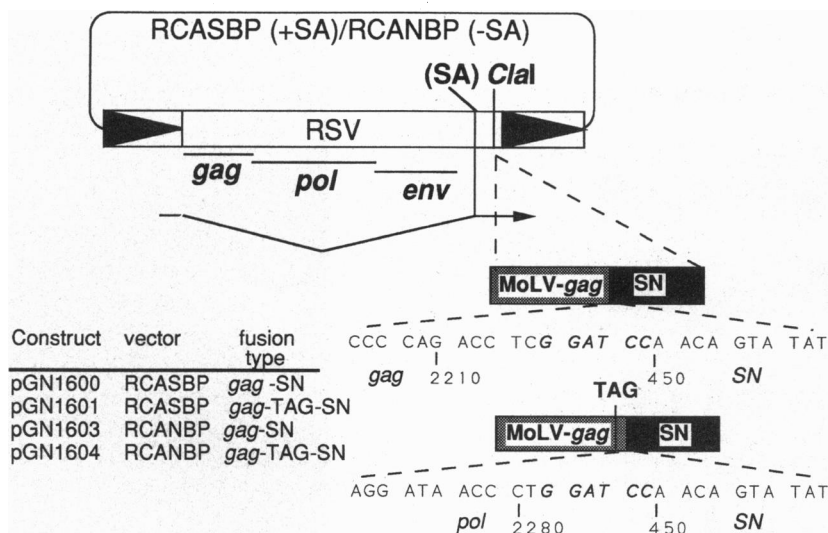 RCASBP (+SA)/RCANBP (-SA)
(SA) ClaI
RSV
gag
pol
env
MoLV-gag SN
CCC CAG ACC TCG GATC CCA ACA GTA TAT
gag 2210 450 SN
Construct vector fusion type
pGN1600 RCASBP gag -SN
pGN1601 RCASBP gag-TAG-SN
pGN1603 RCANBP gag-SN
pGN1604 RCANBP gag-TAG-SN
TAG
MoLV-gag SN
AGG ATA ACC CTG GATC CCA ACA GTA TAT
pol 2280 450 SN